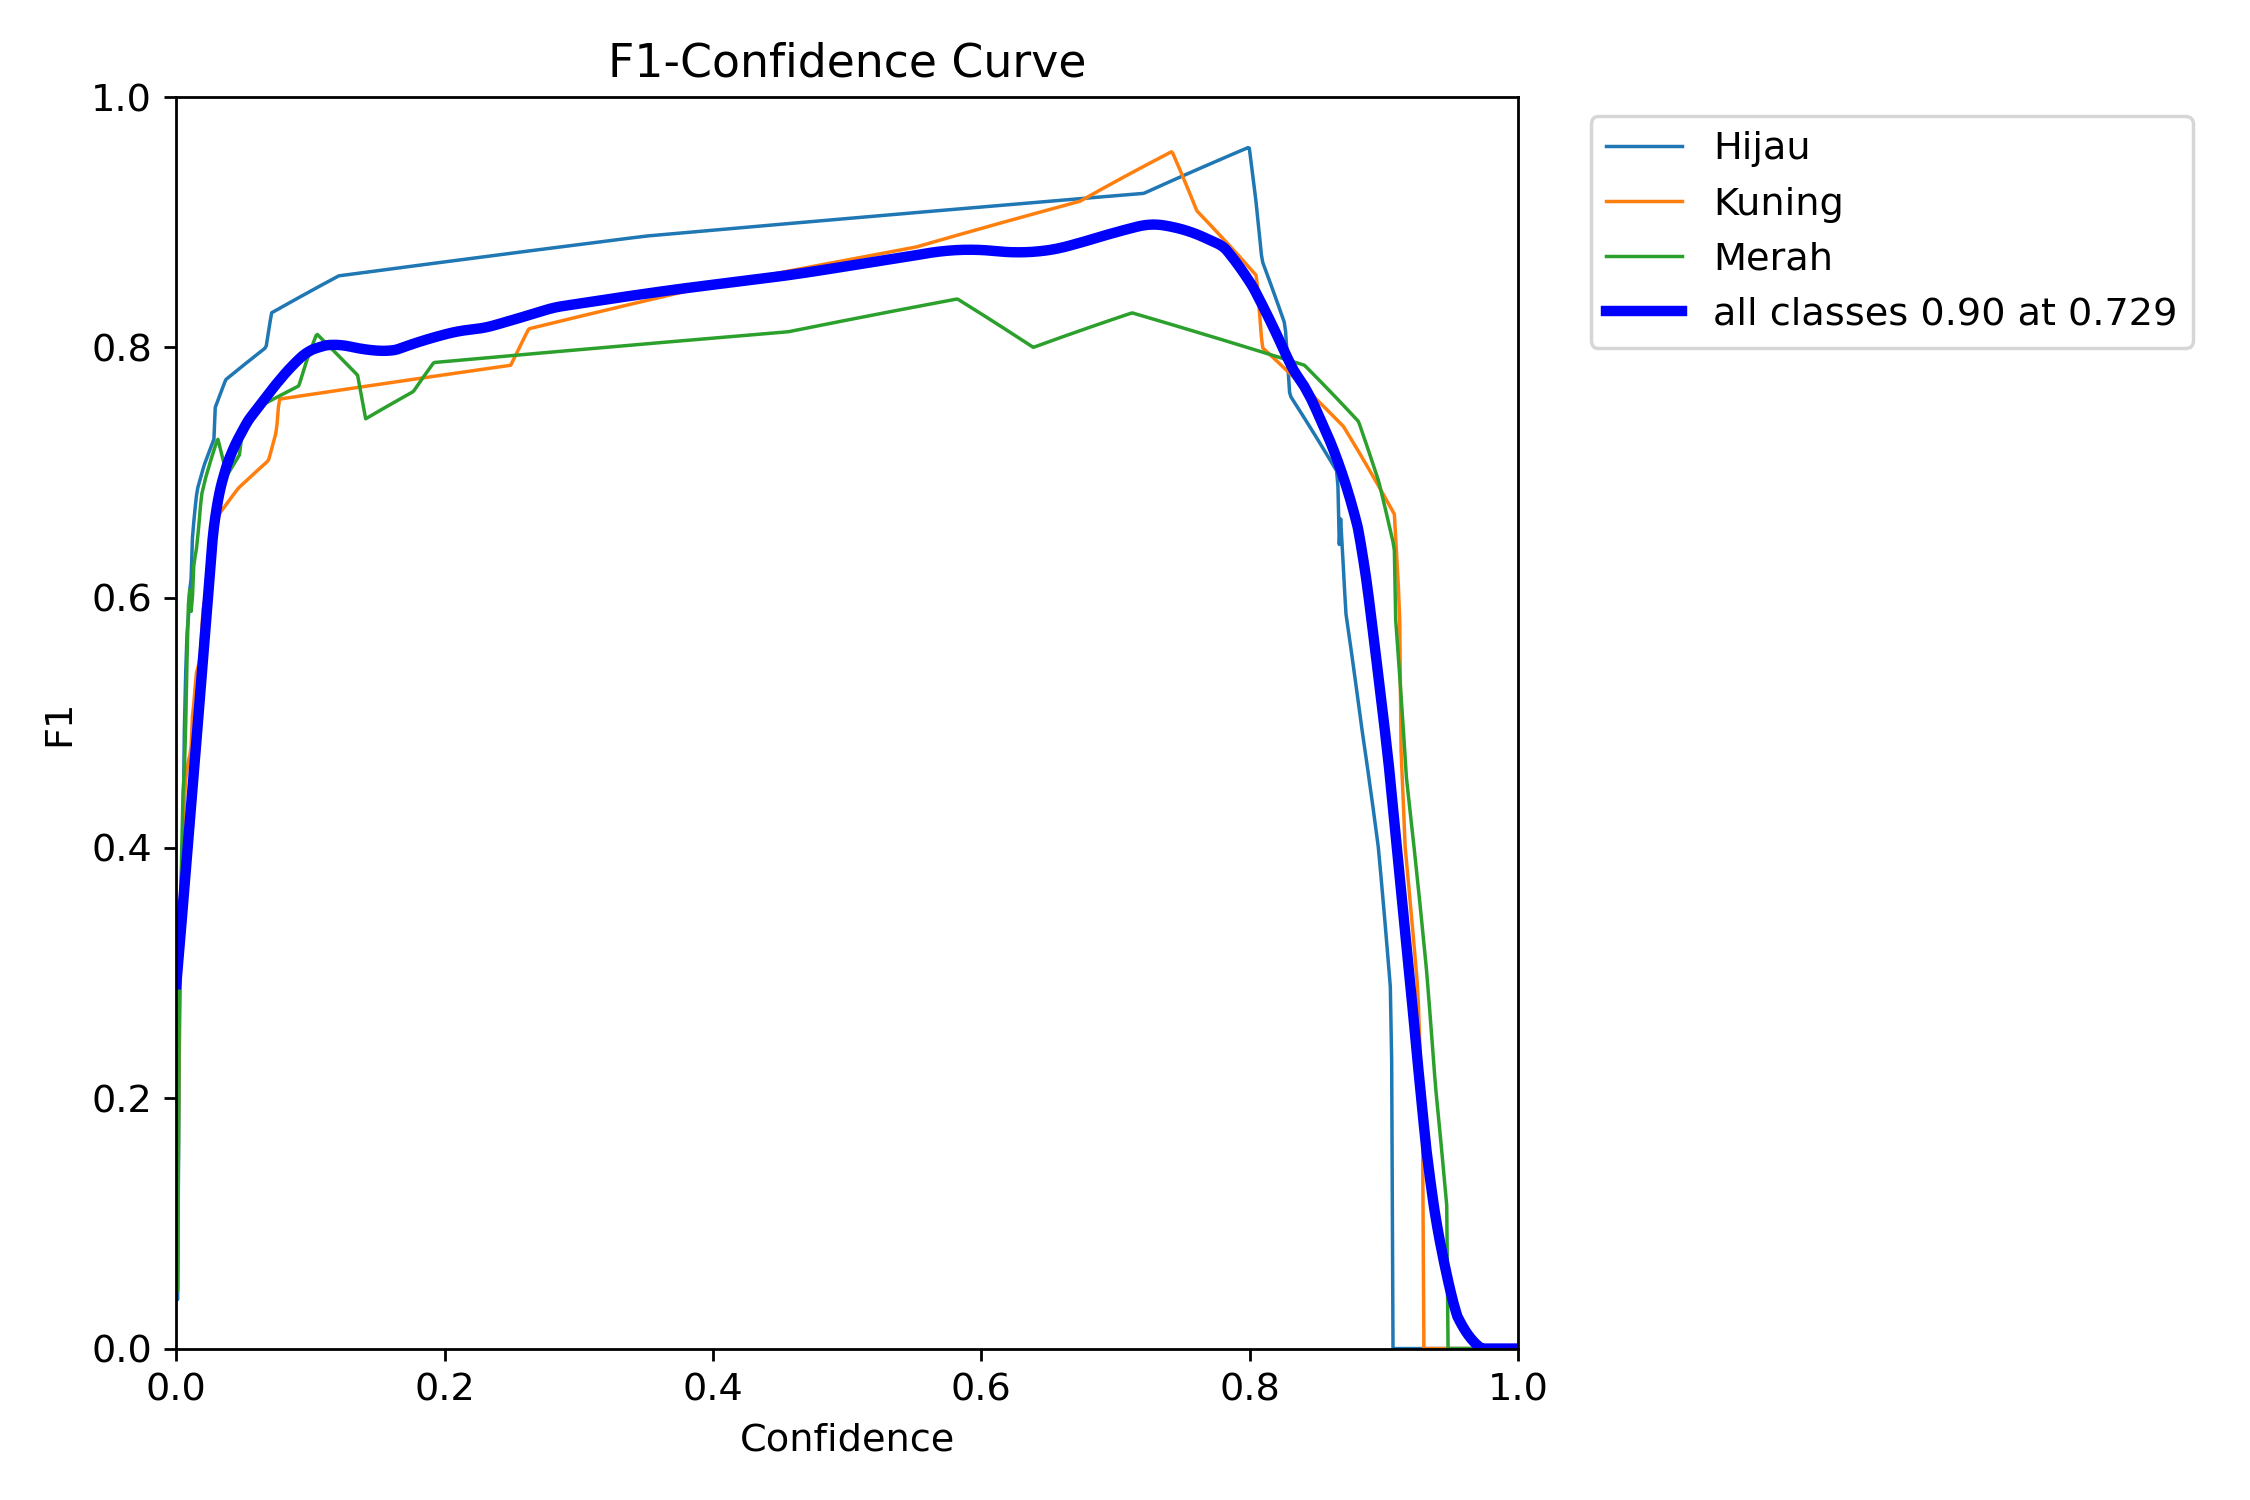 F1-Confidence Curve
1.0
0.8
0.6
0.4
0.2
0.0
F1
0.0 0.2 0.4 0.6 0.8 1.0
Confidence
Hijau
Kuning
Merah
all classes 0.90 at 0.729